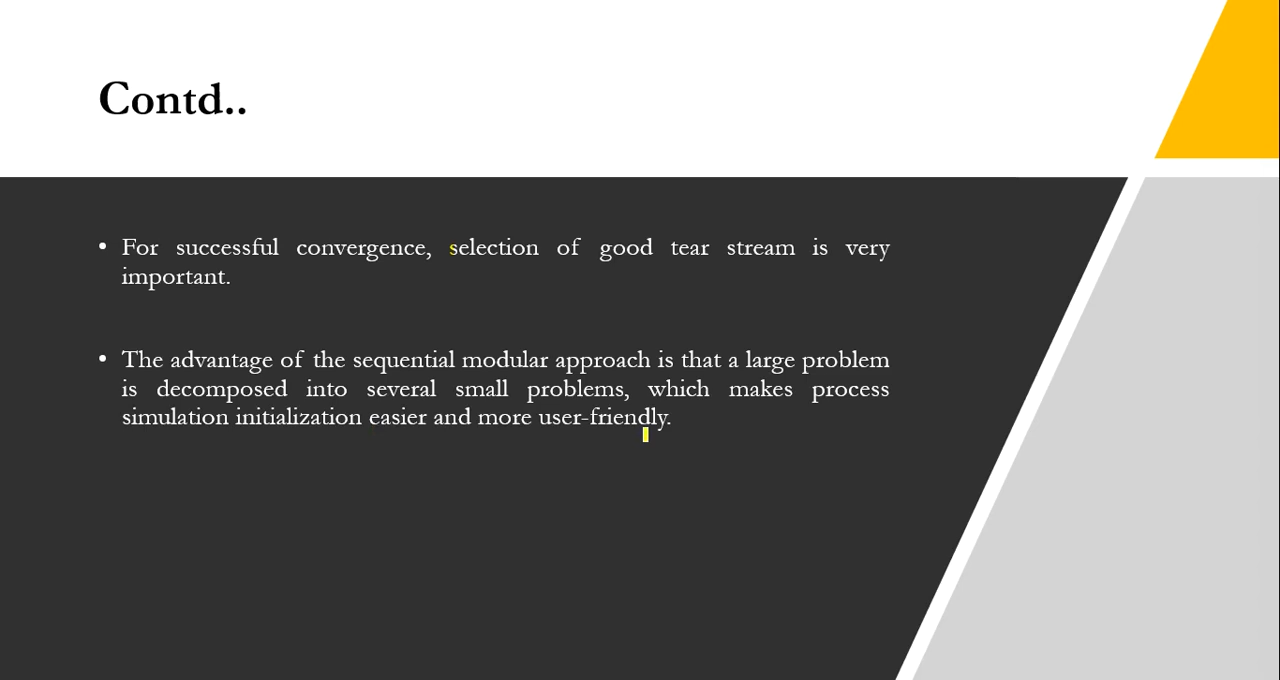 Contd..
• For successful convergence, selection of good tear stream is very
important.
• The advantage of the sequential modular approach is that a large problem
is decomposed into several small problems, which makes process
simulation initialization easier and more user-friendly.